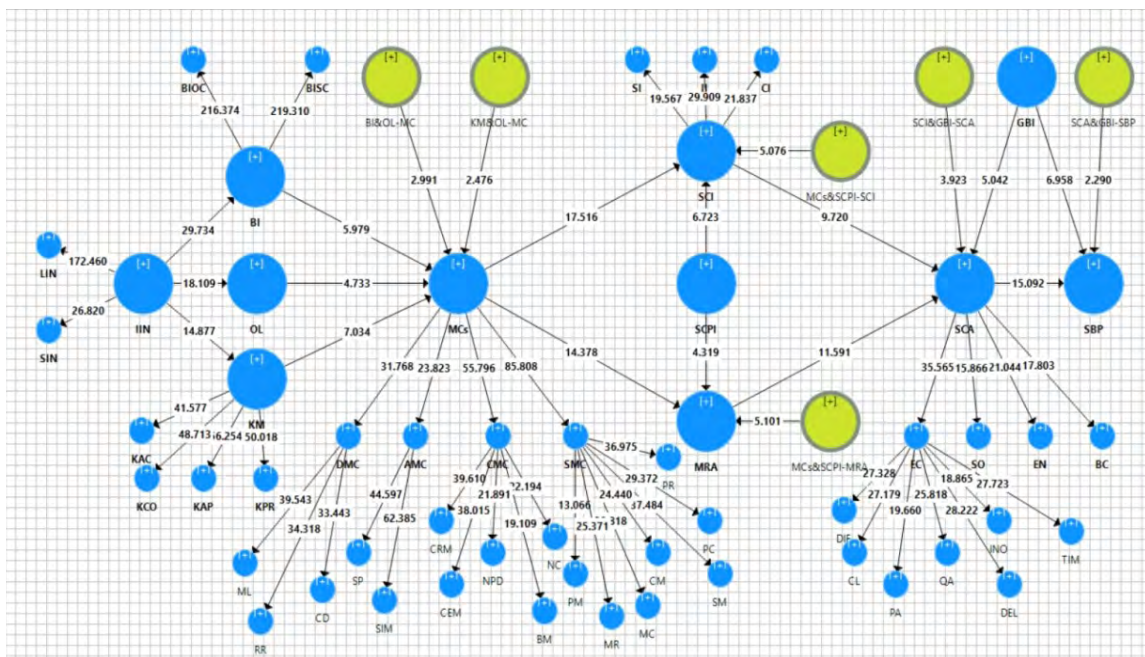 [+] [+] [+] [+] [+] [+] [+] [+] [+] [+]
BIOC BISC SI CI
216.374 219.310 19.567 29.909 21.837
BI&OL-MC KM&OL-MC SCI&GBI-SCA GBI SCA&GBI-SBP
[+] [+] [+]
BI SCI MCs&SCPI-SCI
2.991 2.476 5.076 3.923 5.042 6.958 2.290
29.734 5.979 17.516 6.723 9.720
LIN 172.460
[+] [+] [+] [+] [+] [+]
18.109 4.733 15.092
SIN 26.820
IIN OL MCs SCPI SCA SBP
14.877 7.034 14.378 4.319 11.591
[+]
KM
31.768 23.823 55.796 85.808 35.565 15.866 21.044 17.803
[+] [+]
5.101
MRA MCs&SCPI-MRA
41.577 48.713 50.018
KAC KCO KAP KPR
DMC AMC CMC SMC 36.975 PR EC SO EN BC
39.543 34.318 33.443 44.597 62.385 39.610 38.015 21.891 19.109 13.066 25.371 24.440 37.484 29.372
27.328 27.179 19.660 25.818 28.222 18.865 27.723
CRM NC PC INO TIM
ML SP NPD CM CL QA
RR CD SIM CEM BM PM MR MC SM PA DEL